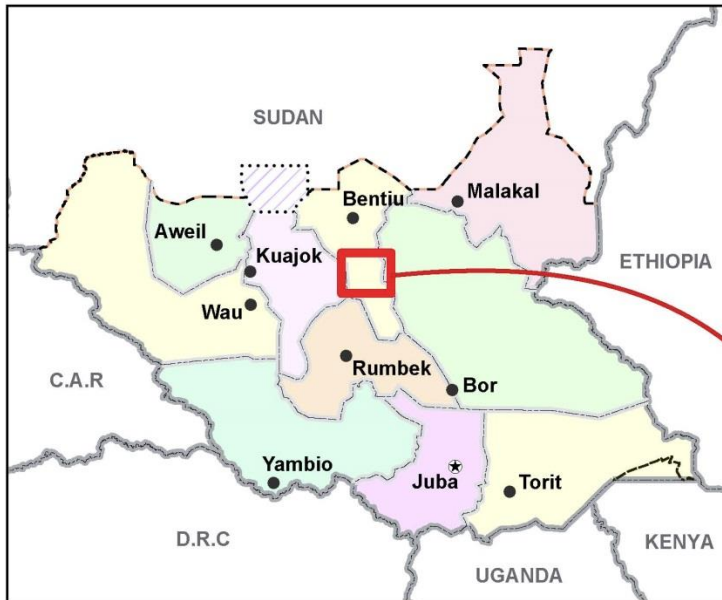 SUDAN
Bentiu
Malakal
Aweil
Kuajok
ETHIOPIA
Wau
Rumbek
C.A.R
Bor
Yambio
Juba
Torit
D.R.C
KENYA
UGANDA